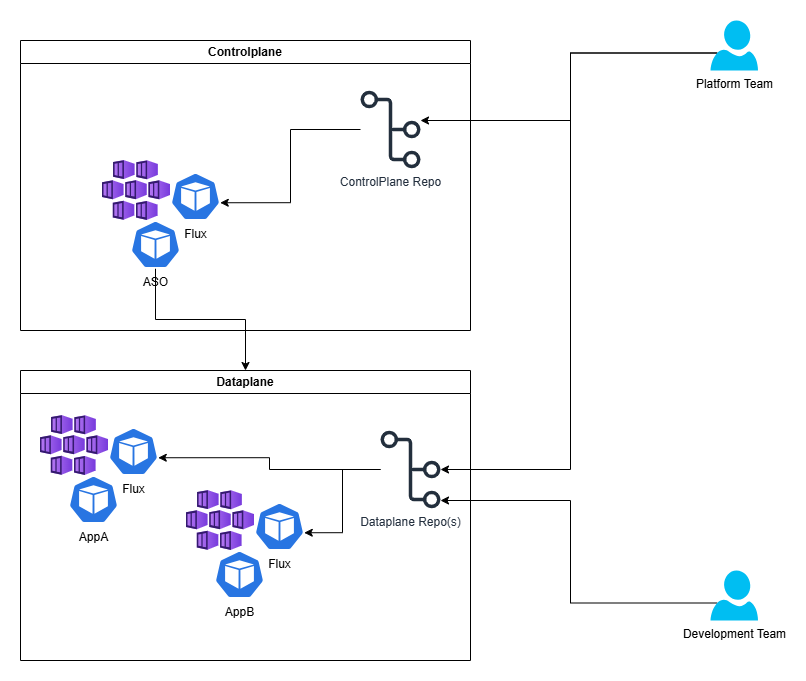 Controlplane
Platform Team
ControlPlane Repo
Flux
ASO
Dataplane
Flux
AppA
Dataplane Repo(s)
Flux
AppB
Development Team